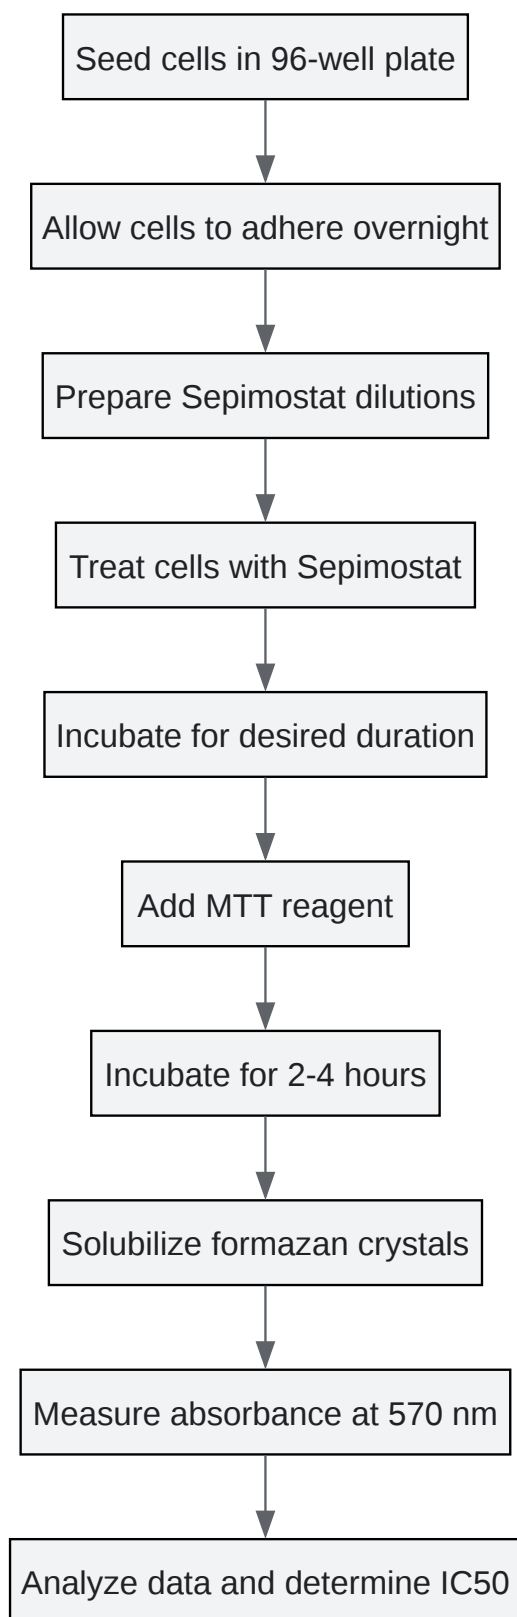 Seed cells in 96-well plate
Allow cells to adhere overnight
Prepare Sepimostat dilutions
Treat cells with Sepimostat
Incubate for desired duration
Add MTT reagent
Incubate for 2-4 hours
Solubilize formazan crystals
Measure absorbance at 570 nm
Analyze data and determine IC50